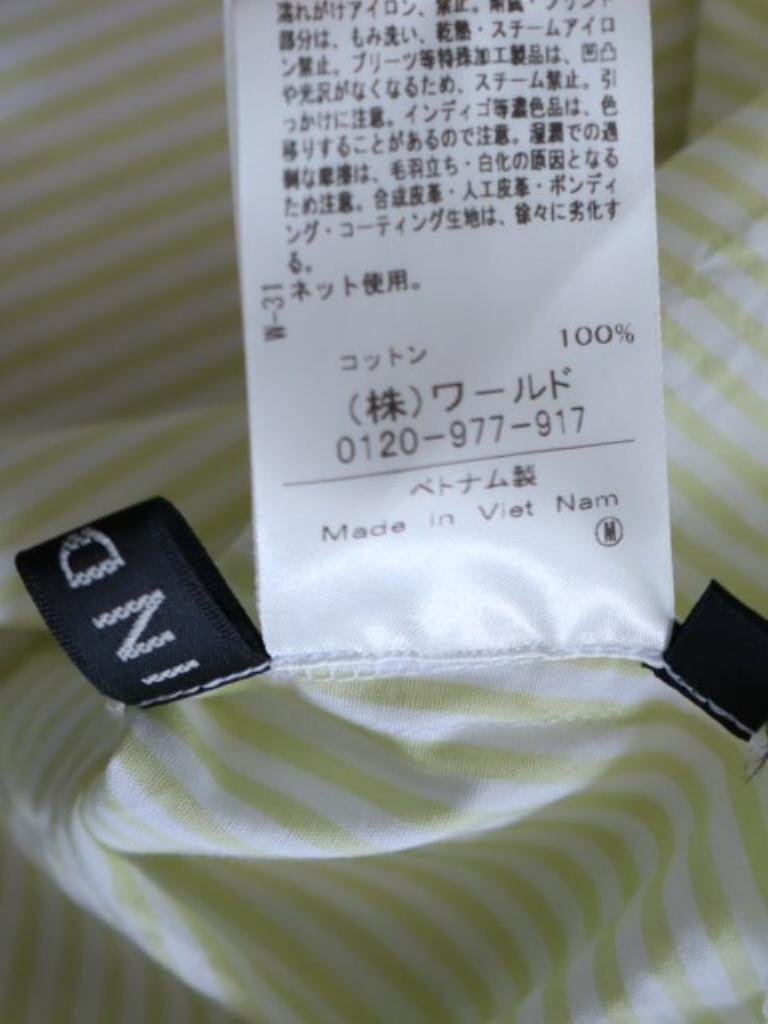 濡れがけアイロン、禁止。刺繍・プリント
部分は、もみ洗い、乾熱・スチームアイロ
ン禁止。プリーツ等特殊加工製品は、凹凸
や光沢がなくなるため、スチーム禁止。引
っかけに注意。インディゴ等濃色品は、色
移りすることがあるので注意。湿潤での過
剰な摩擦は、毛羽立ち・白化の原因となる
ため注意。合成皮革・人工皮革・ボンディ
ング・コーティング生地は、徐々に劣化す
る。
ネット使用。
W-31
100%
コットン
(株)ワールド
0120-977-917
ベトナム製
Made in Viet Nam
M
IND